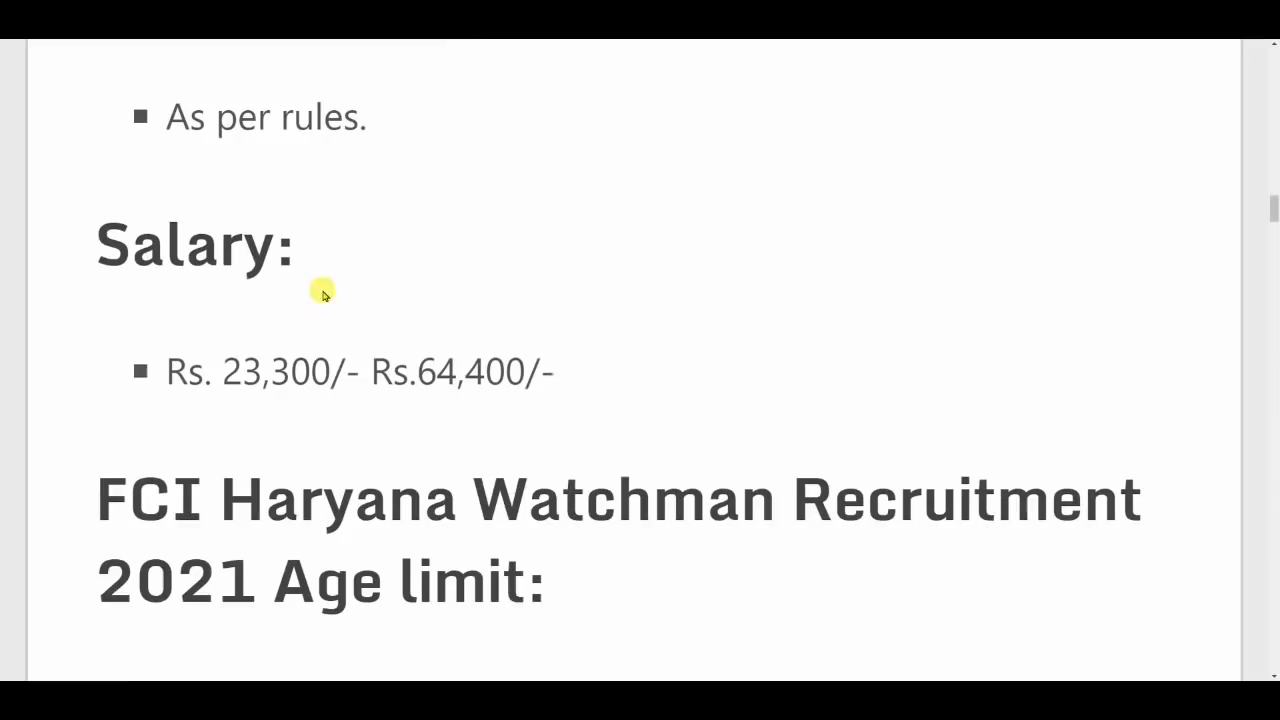 As per rules.
Salary:
Rs. 23,300/- Rs.64,400/-
FCI Haryana Watchman Recruitment
2021 Age limit: